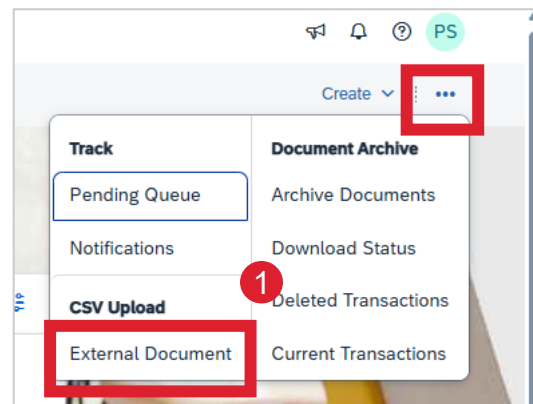 PS
Create
Track
Pending Queue
Notifications
CSV Upload
External Document
Document Archive
Archive Documents
Download Status
Deleted Transactions
Current Transactions
1